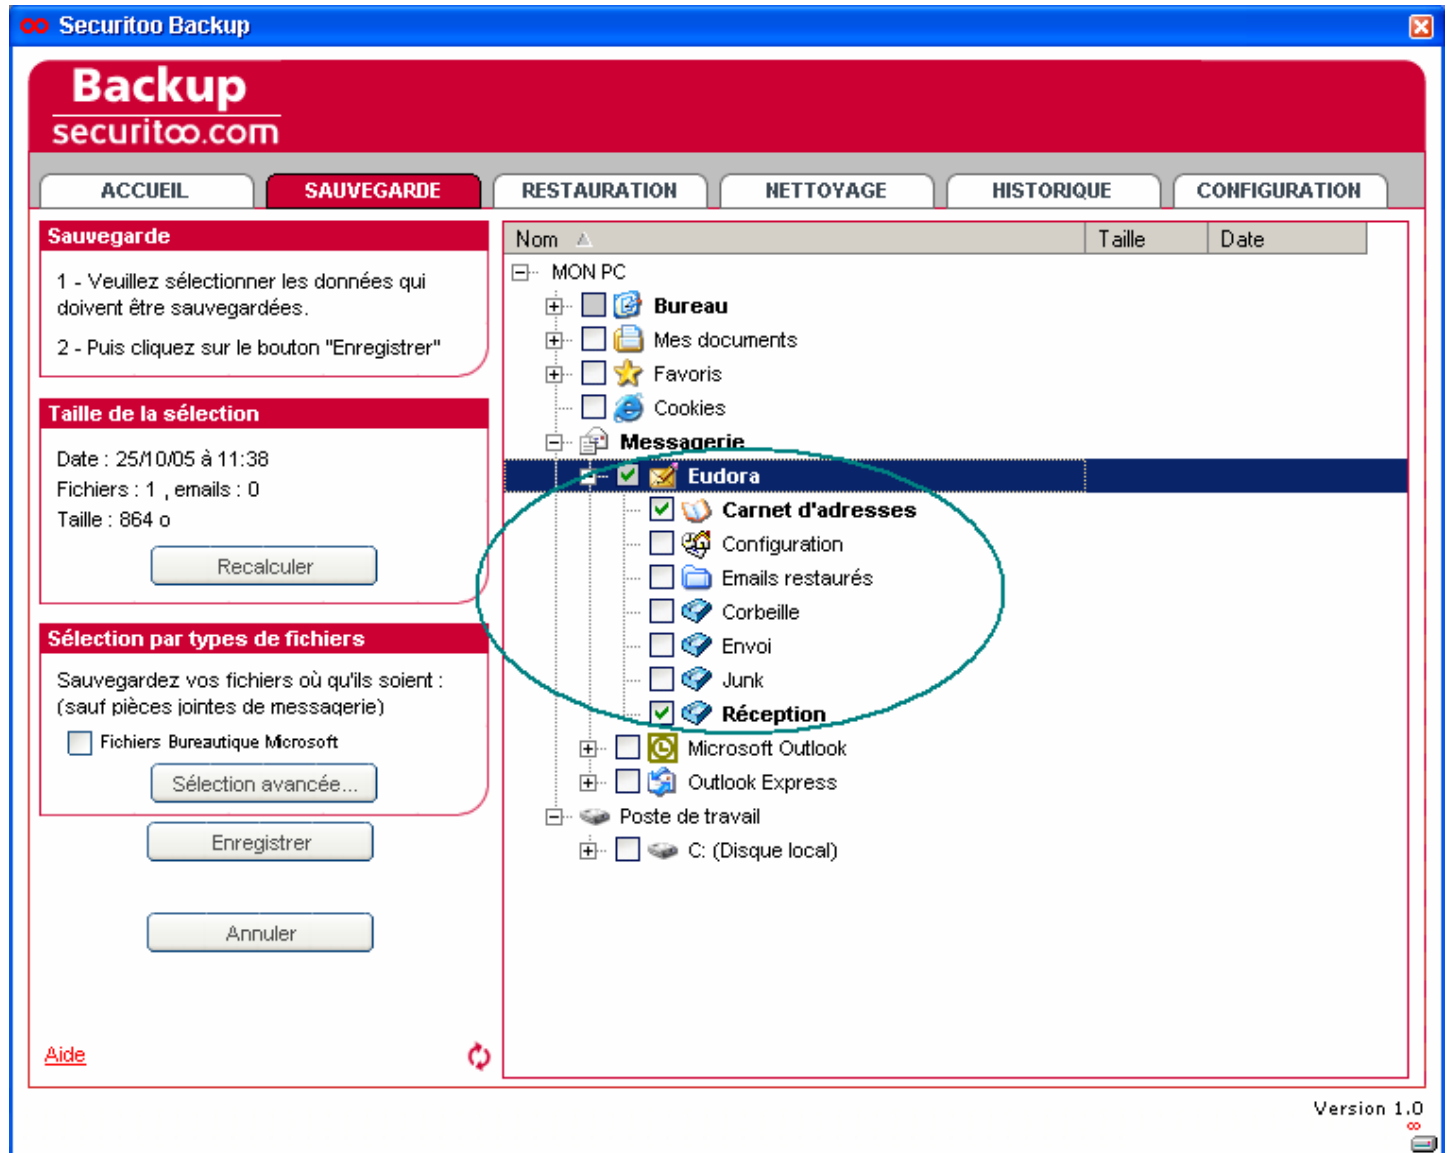 Securitoo Backup
Backup
securitoo.com
ACCUEIL
SAUVEGARDE
RESTAURATION
NETTOYAGE
HISTORIQUE
CONFIGURATION
Sauvegarde
1 - Veuillez sélectionner les données qui
doivent être sauvegardées.
2 - Puis cliquez sur le bouton "Enregistrer"
Taille de la sélection
Date : 25/10/05 à 11:38
Fichiers : 1 , emails : 0
Taille : 864 o
Recalculer
Sélection par types de fichiers
Sauvegardez vos fichiers où qu'ils soient :
(sauf pièces jointes de messagerie)
Fichiers Bureautique Microsoft
Sélection avancée...
Enregistrer
Annuler
Aide
Nom
Taille
Date
MON PC
Bureau
Mes documents
Favoris
Cookies
Messagerie
Eudora
Carnet d'adresses
Configuration
Emails restaurés
Corbeille
Envoi
Junk
Réception
Microsoft Outlook
Outlook Express
Poste de travail
C: (Disque local)
Version 1.0